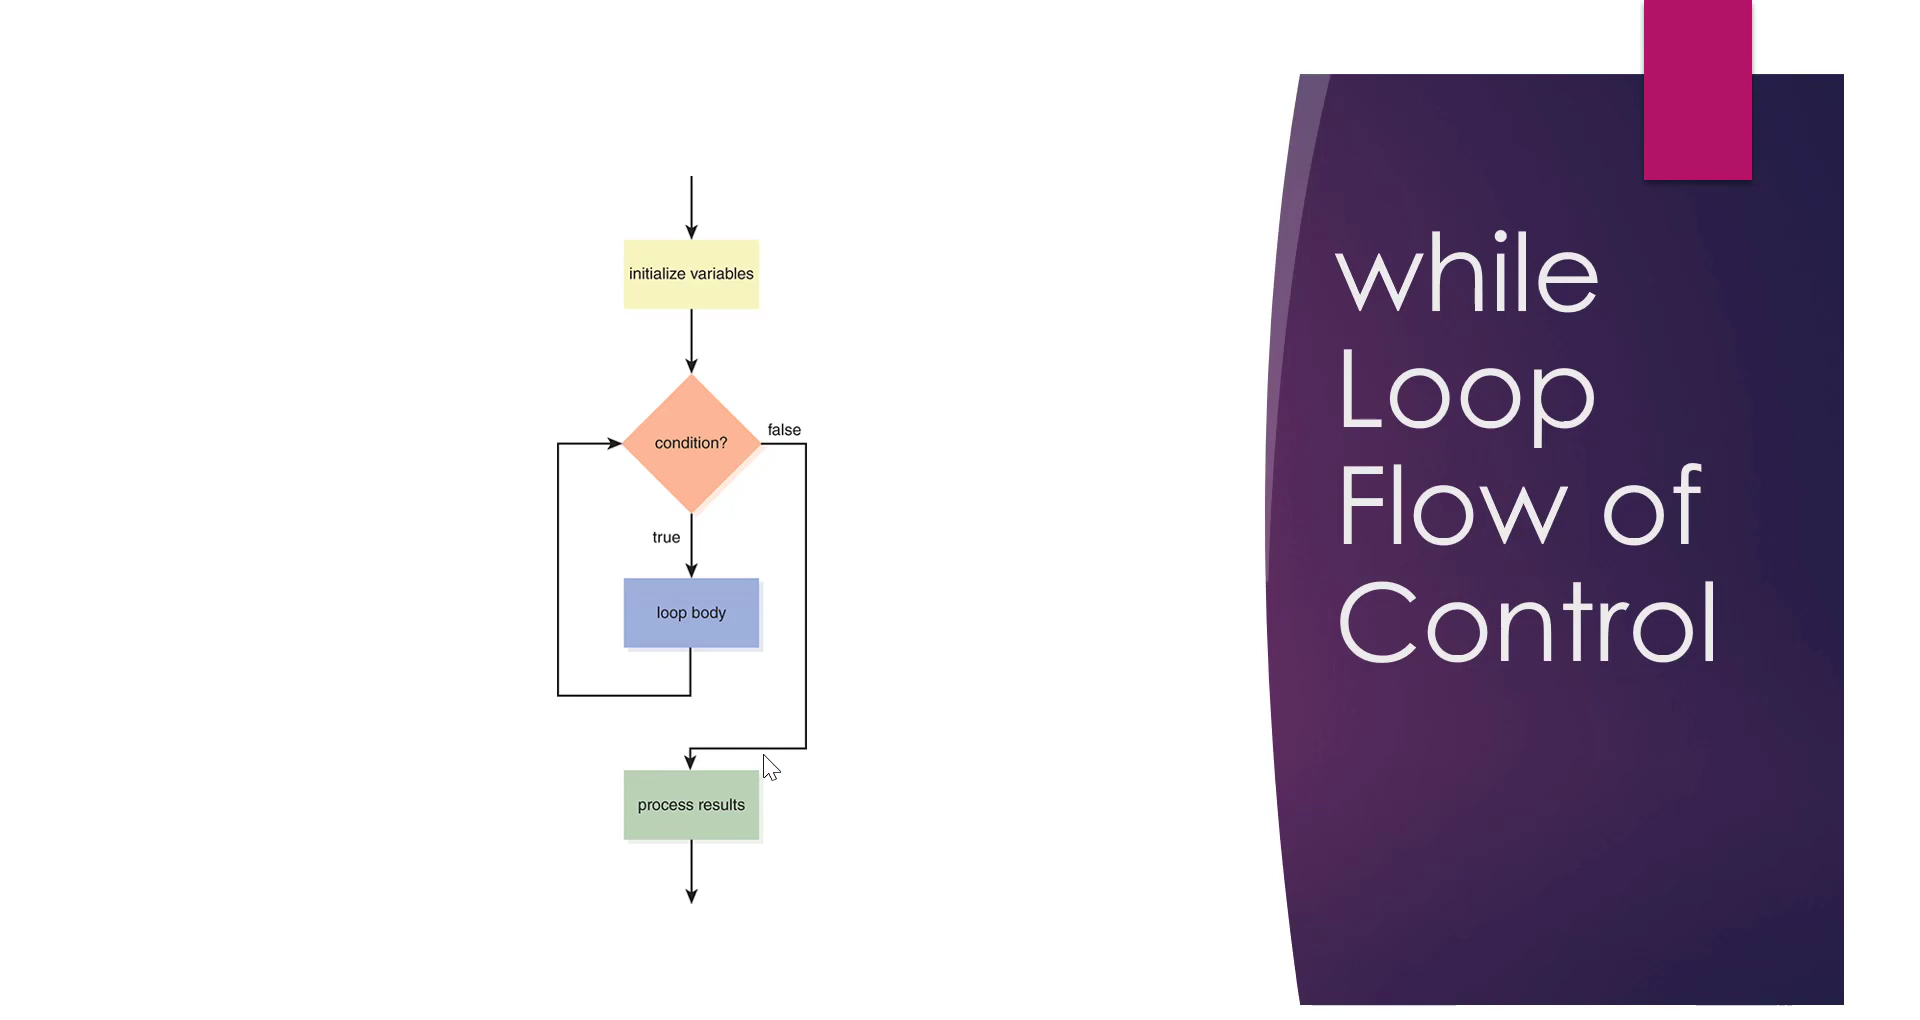 initialize variables
condition?
false
true
loop body
process results
while
Loop
Flow of
Control